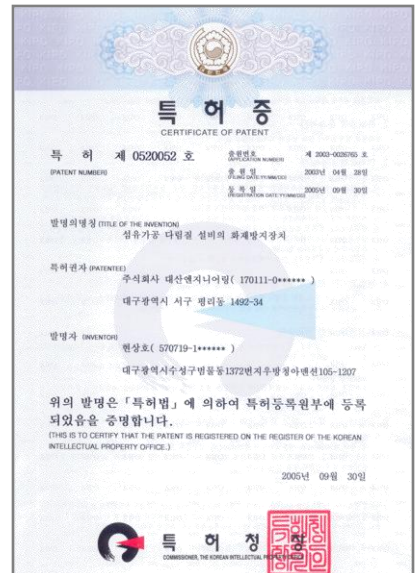 특허증
CERTIFICATE OF PATENT
특 허 제 0520052 호
(PATENT NUMBER)
출원번호 제 2003-0026765 호
(APPLICATION NUMBER)
출원일 2003년 04월 28일
(FILING DATE:YY/MM/DD)
등록일 2005년 09월 30일
(REGISTRATION DATE:YY/MM/DD)
발명의명칭 (TITLE OF THE INVENTION)
섬유가공 다림질 설비의 화재방지장치
특허권자 (PATENTEE)
주식회사 대산엔지니어링( 170111-0****** )
대구광역시 서구 평리동 1492-34
발명자 (INVENTOR)
현상호( 570719-1****** )
대구광역시수성구범물동1372번지우방청아맨션105-1207
위의 발명은 「특허법」에 의하여 특허등록원부에 등록
되었음을 증명합니다.
(THIS IS TO CERTIFY THAT THE PATENT IS REGISTERED ON THE REGISTER OF THE KOREAN
INTELLECTUAL PROPERTY OFFICE.)
2005년 09월 30일
특허청장
COMMISSIONER, THE KOREAN INTELLECTUAL PROPERTY OFFICE